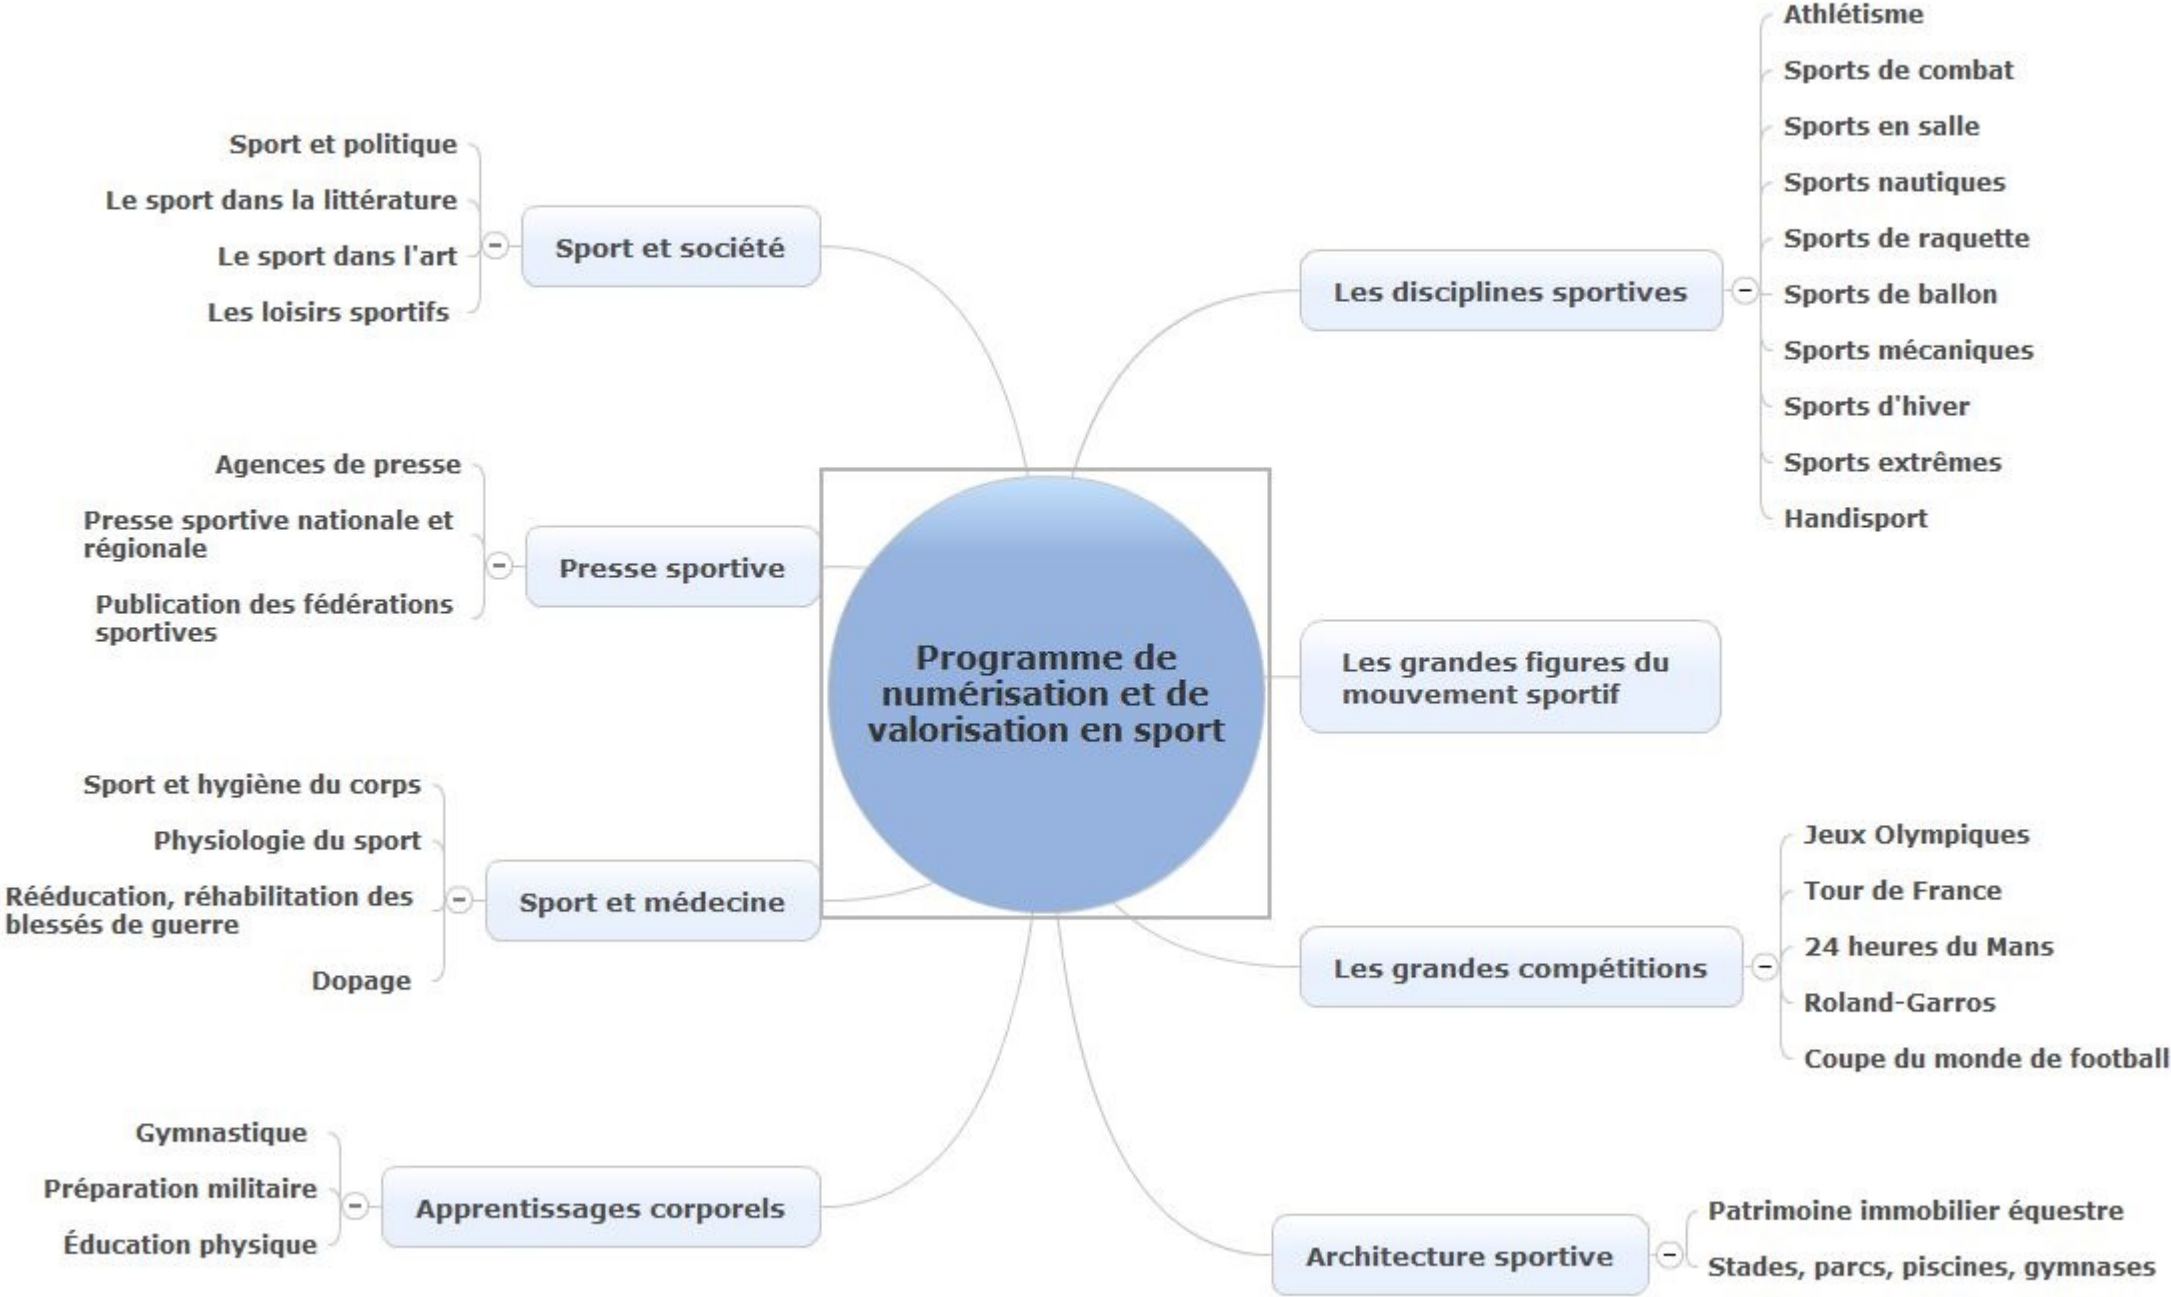 Programme de
numérisation et de
valorisation en sport
Les disciplines sportives
Athlétisme
Sports de combat
Sports en salle
Sports nautiques
Sports de raquette
Sports de ballon
Sports mécaniques
Sports d'hiver
Sports extrêmes
Handisport
Les grandes figures du
mouvement sportif
Les grandes compétitions
Jeux Olympiques
Tour de France
24 heures du Mans
Roland-Garros
Coupe du monde de football
Architecture sportive
Patrimoine immobilier équestre
Stades, parcs, piscines, gymnases
Sport et société
Sport et politique
Le sport dans la littérature
Le sport dans l'art
Les loisirs sportifs
Presse sportive
Agences de presse
Presse sportive nationale et
régionale
Publication des fédérations
sportives
Sport et médecine
Sport et hygiène du corps
Physiologie du sport
Rééducation, réhabilitation des
blessés de guerre
Dopage
Apprentissages corporels
Gymnastique
Préparation militaire
Éducation physique